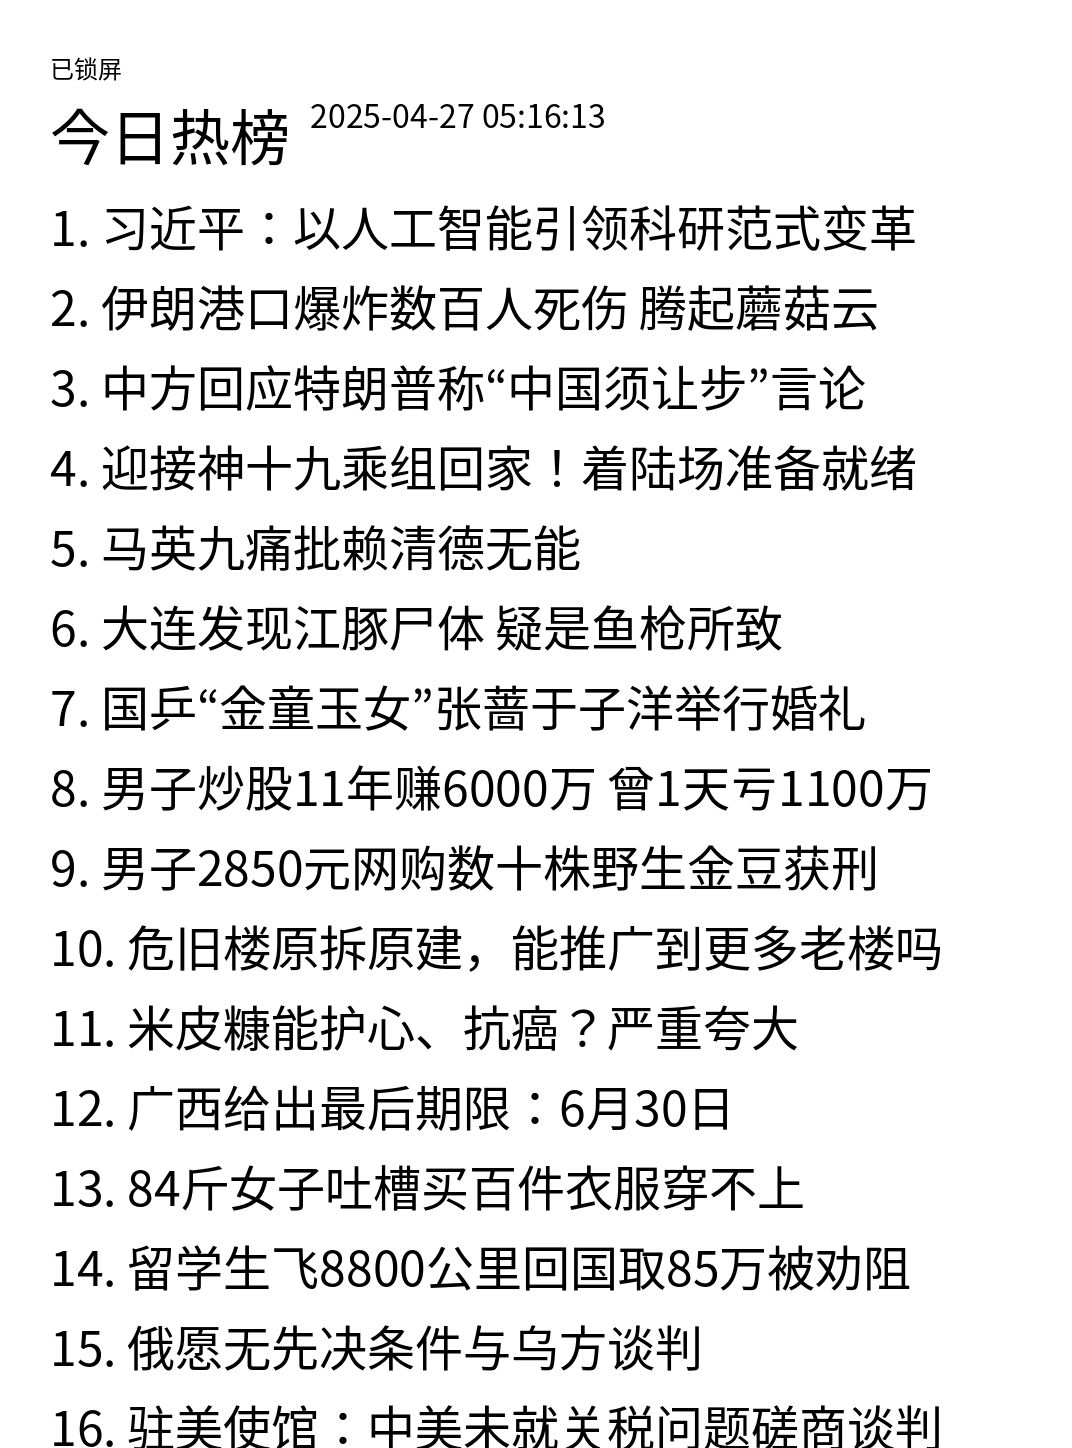 已锁屏
今日热榜 2025-04-27 05:16:13
1. 习近平：以人工智能引领科研范式变革
2. 伊朗港口爆炸数百人死伤 腾起蘑菇云
3. 中方回应特朗普称“中国须让步”言论
4. 迎接神十九乘组回家！着陆场准备就绪
5. 马英九痛批赖清德无能
6. 大连发现江豚尸体 疑是鱼枪所致
7. 国乒“金童玉女”张蔷于子洋举行婚礼
8. 男子炒股11年赚6000万 曾1天亏1100万
9. 男子2850元网购数十株野生金豆获刑
10. 危旧楼原拆原建，能推广到更多老楼吗
11. 米皮糠能护心、抗癌？严重夸大
12. 广西给出最后期限：6月30日
13. 84斤女子吐槽买百件衣服穿不上
14. 留学生飞8800公里回国取85万被劝阻
15. 俄愿无先决条件与乌方谈判
16. 驻美使馆：中美未就关税问题磋商谈判